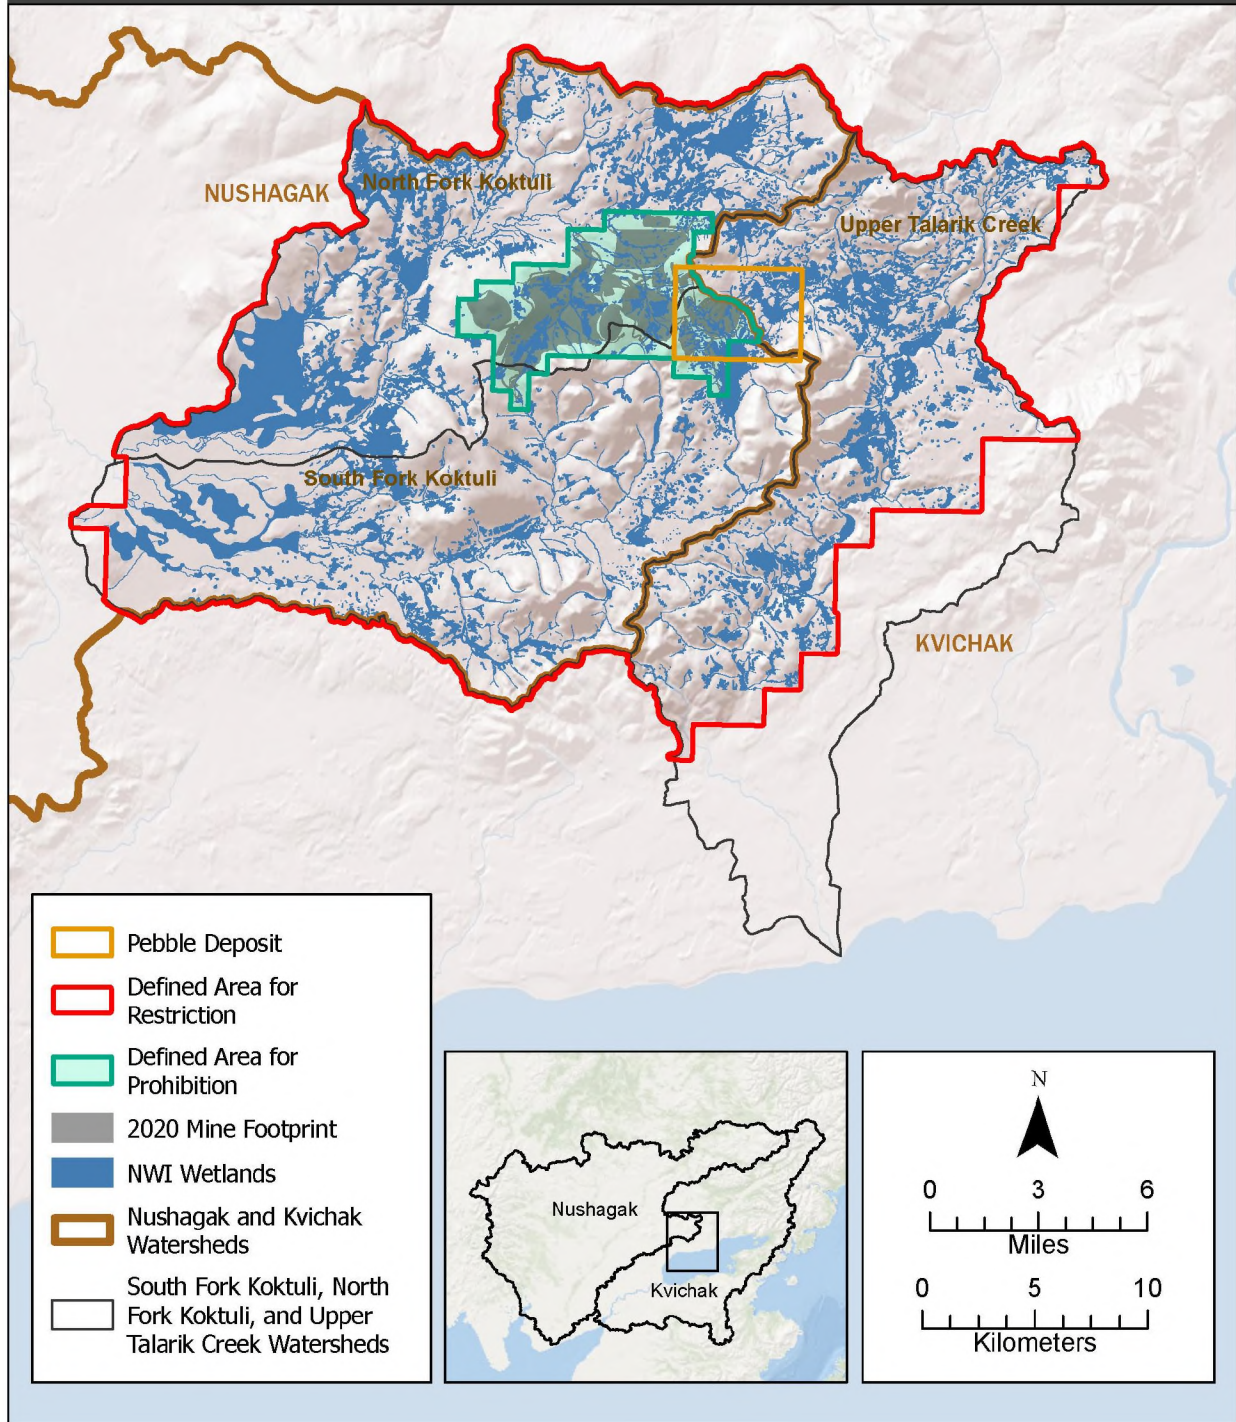 NUSHAGAK
North Fork Koktuli
Upper Talarik Creek
South Fork Koktuli
KVICHAK
Pebble Deposit
Defined Area for
Restriction
Defined Area for
Prohibition
2020 Mine Footprint
NWI Wetlands
Nushagak and Kvichak
Watersheds
South Fork Koktuli, North
Fork Koktuli, and Upper
Talarik Creek Watersheds
Nushagak
Kvichak
N
0 3 6
Miles
0 5 10
Kilometers